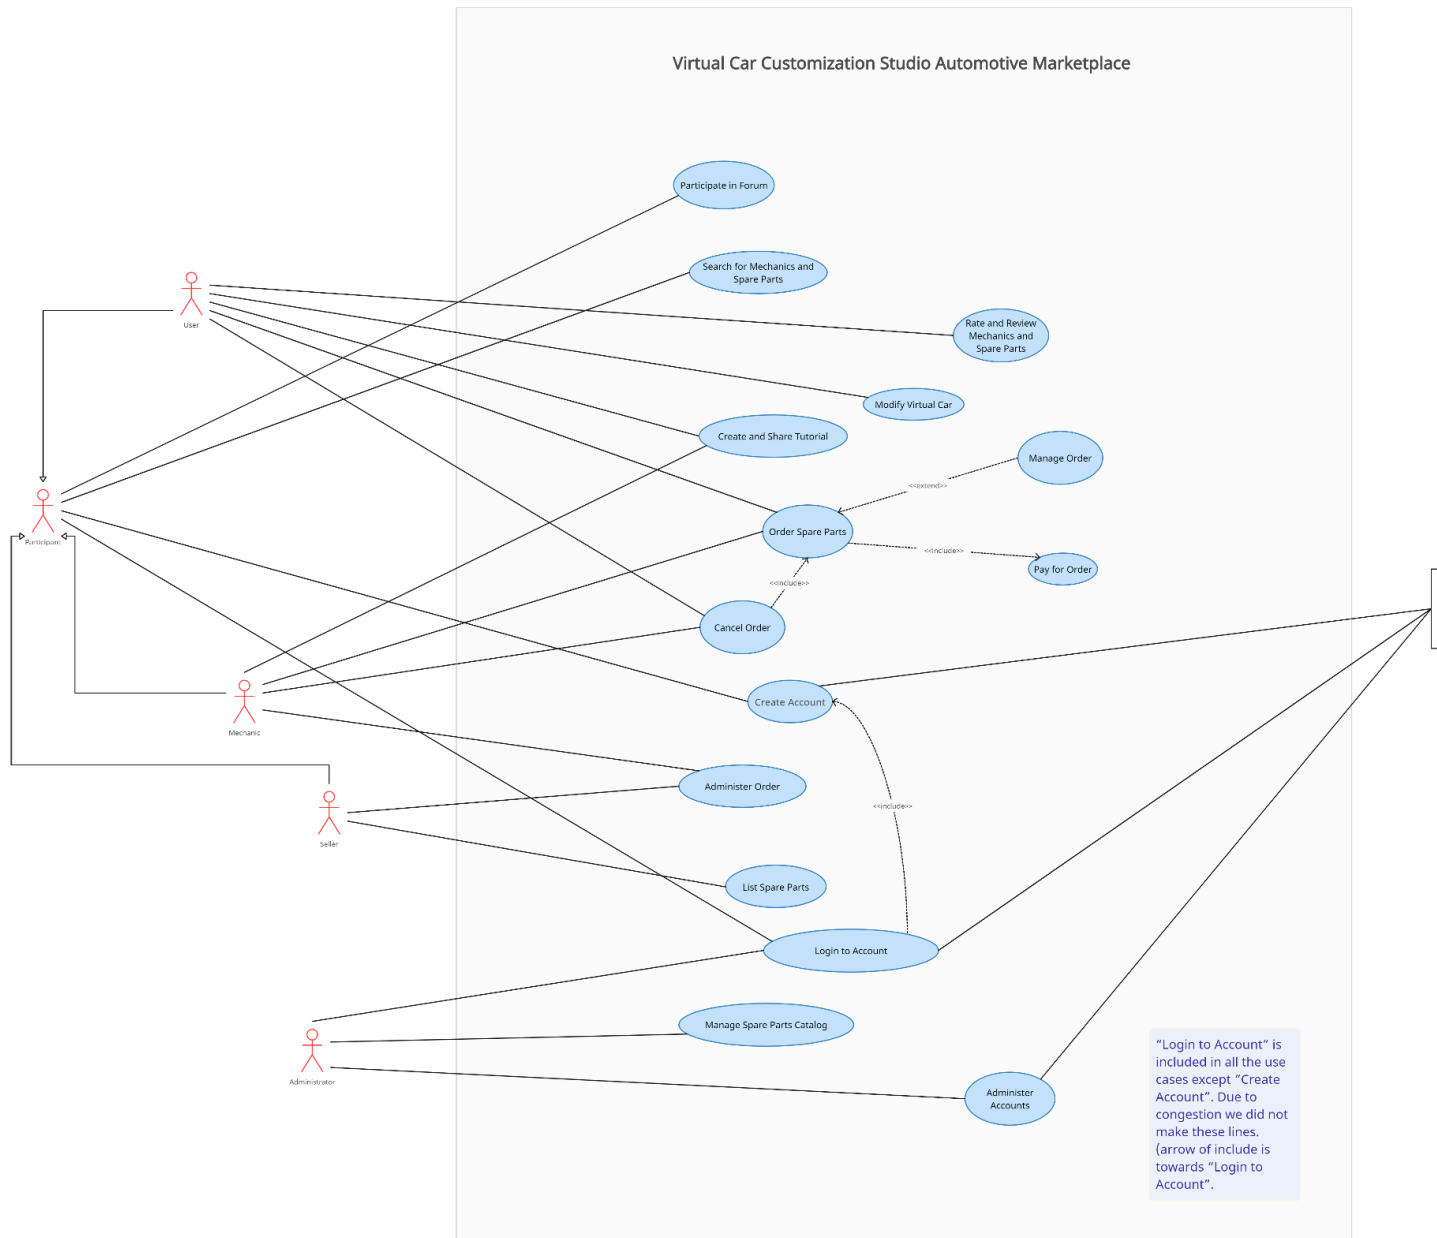 Virtual Car Customization Studio Automotive Marketplace
Participate in Forum
Search for Mechanics and
Spare Parts
User
Rate and Review
Mechanics and
Spare Parts
Modify Virtual Car
Create and Share Tutorial
Manage Order
<<extend>>
Participant
Order Spare Parts
<<include>>
Pay for Order
<<include>>
Cancel Order
Create Account
Mechanic
Administer Order
<<include>>
Seller
List Spare Parts
Login to Account
Manage Spare Parts Catalog
Administrator
Administer
Accounts
“Login to Account” is
included in all the use
cases except “Create
Account”. Due to
congestion we did not
make these lines.
(arrow of include is
towards “Login to
Account”.